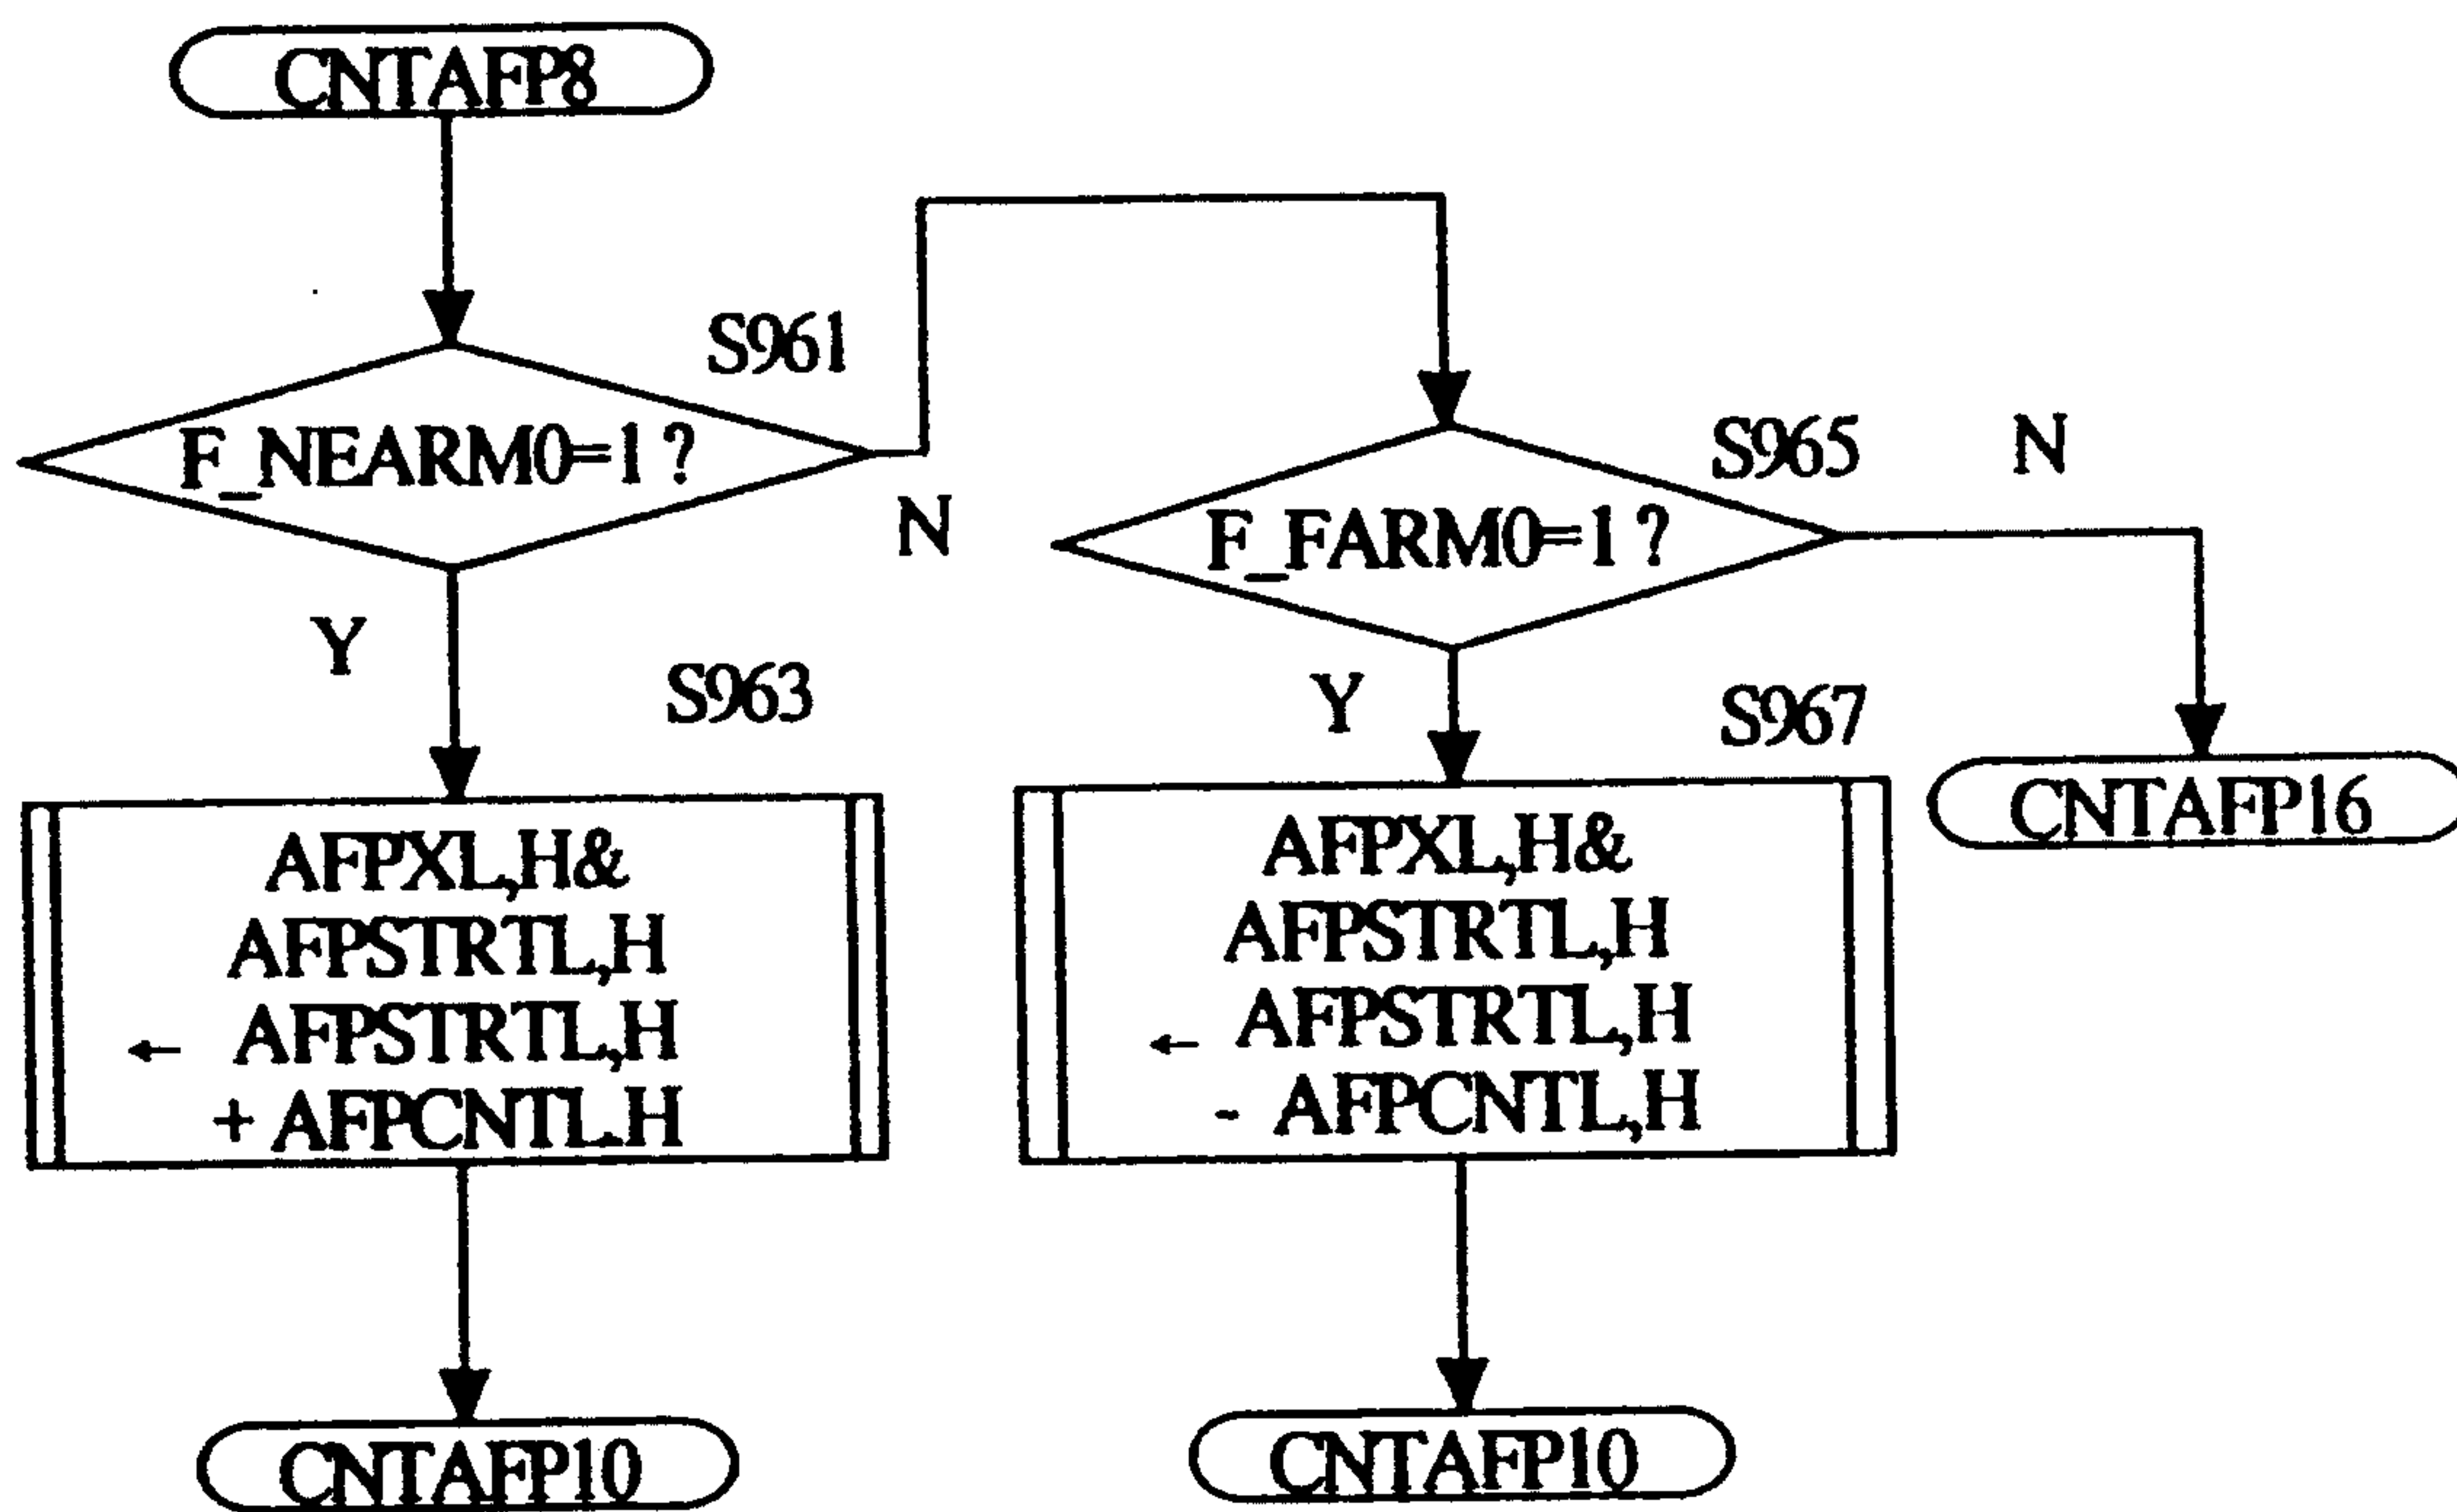 CNTAFP8
S961
F_NEARM0=1?
N
Y
S963
AFPXL,H&
AFPSTRTL,H
← AFPSTRTL,H
+ AFPCNTL,H
CNTAFP10
S965
N
F_FARM0=1?
Y
S967
AFPXL,H&
AFPSTRTL,H
← AFPSTRTL,H
- AFPCNTL,H
CNTAFP10
CNTAFP16